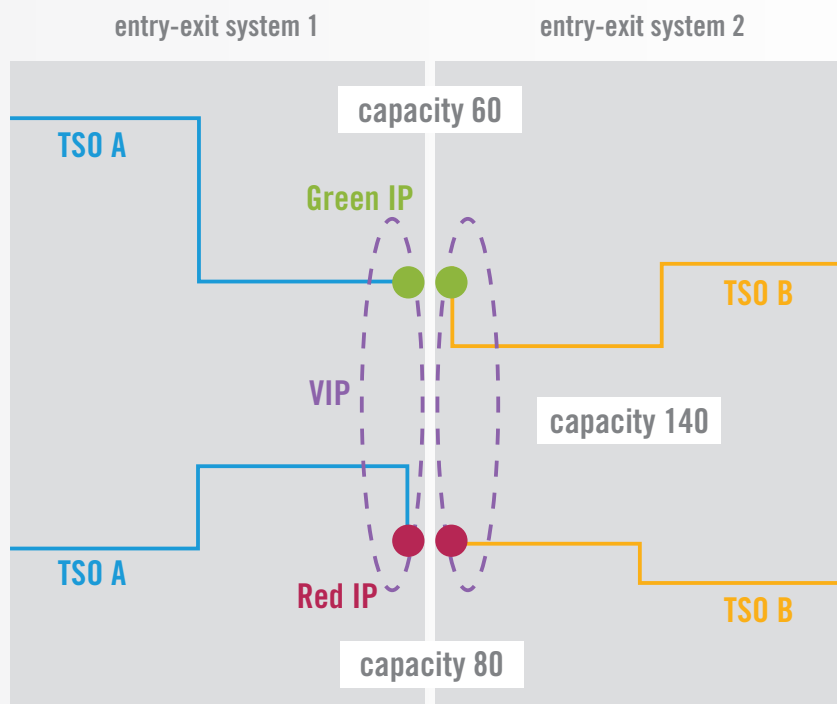 entry-exit system 1
entry-exit system 2
capacity 60
TSO A
Green IP
TSO B
VIP
capacity 140
TSO A
Red IP
TSO B
capacity 80